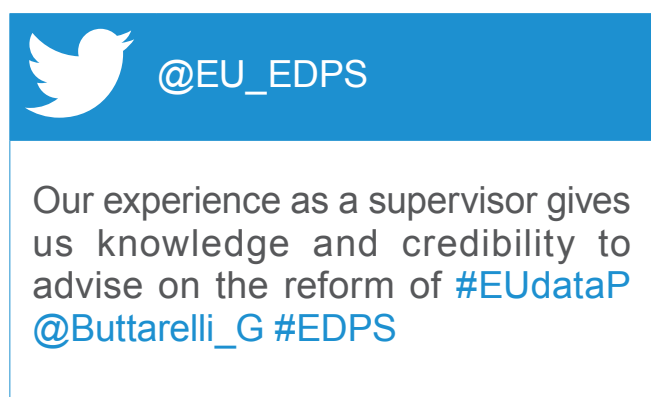 @EU_EDPS
Our experience as a supervisor gives
us knowledge and credibility to
advise on the reform of #EUdataP
@Buttarelli_G #EDPS